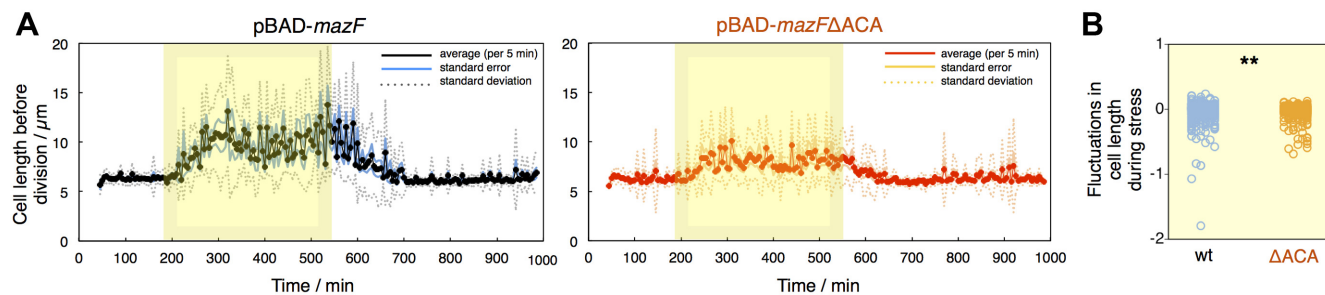 A
pBAD-mazF
Cell length before
division / μm
20
15
10
5
0
average (per 5 min)
standard error
standard deviation
0 100 200 300 400 500 600 700 800 900 1000
Time / min
pBAD-mazFΔACA
20
15
10
5
0
average (per 5 min)
standard error
standard deviation
0 100 200 300 400 500 600 700 800 900 1000
Time / min
B
Fluctuations in
cell length
during stress
1
0
-1
-2
**
wt ΔACA